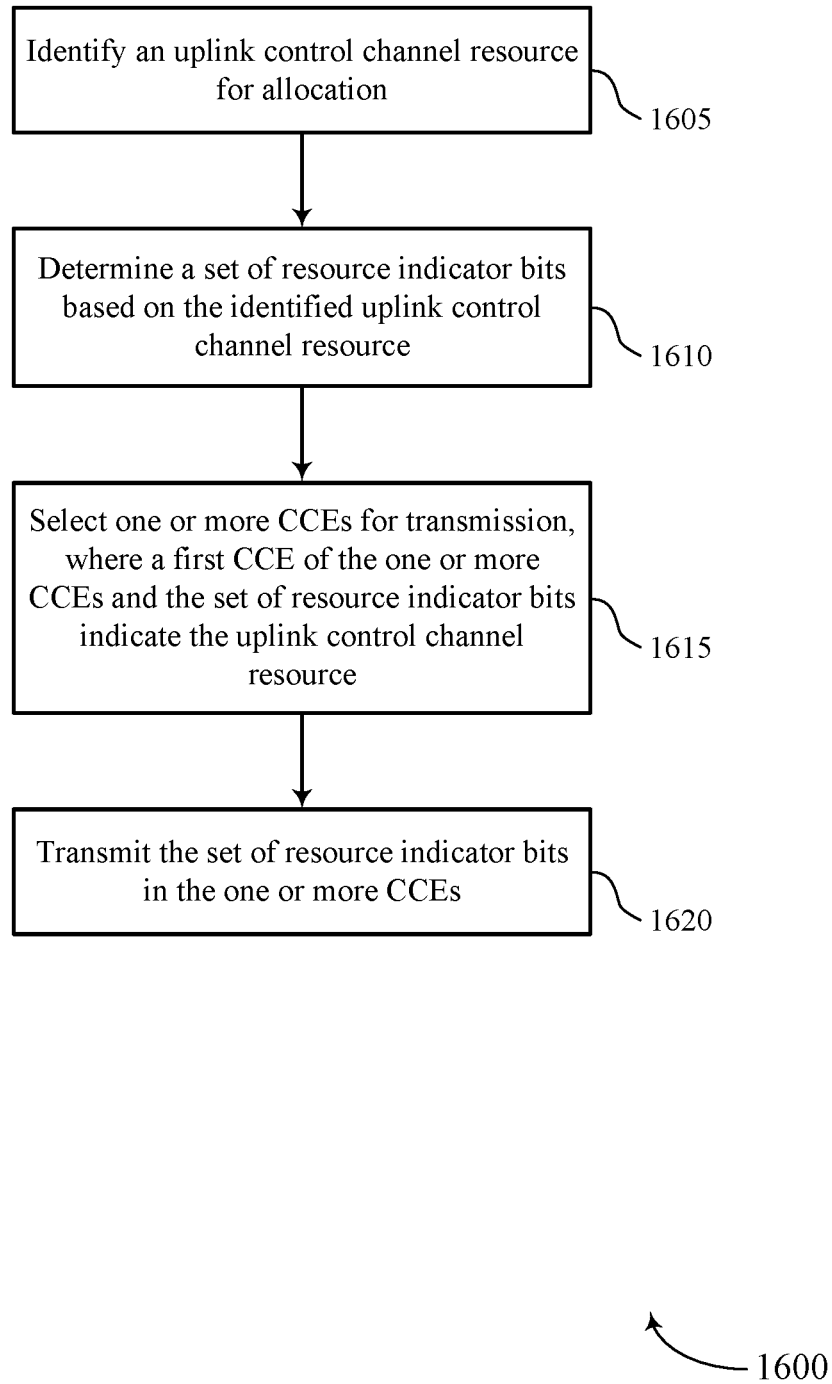 Identify an uplink control channel resource
for allocation
1605
Determine a set of resource indicator bits
based on the identified uplink control
channel resource
1610
Select one or more CCEs for transmission,
where a first CCE of the one or more
CCEs and the set of resource indicator bits
indicate the uplink control channel
resource
1615
Transmit the set of resource indicator bits
in the one or more CCEs
1620
1600